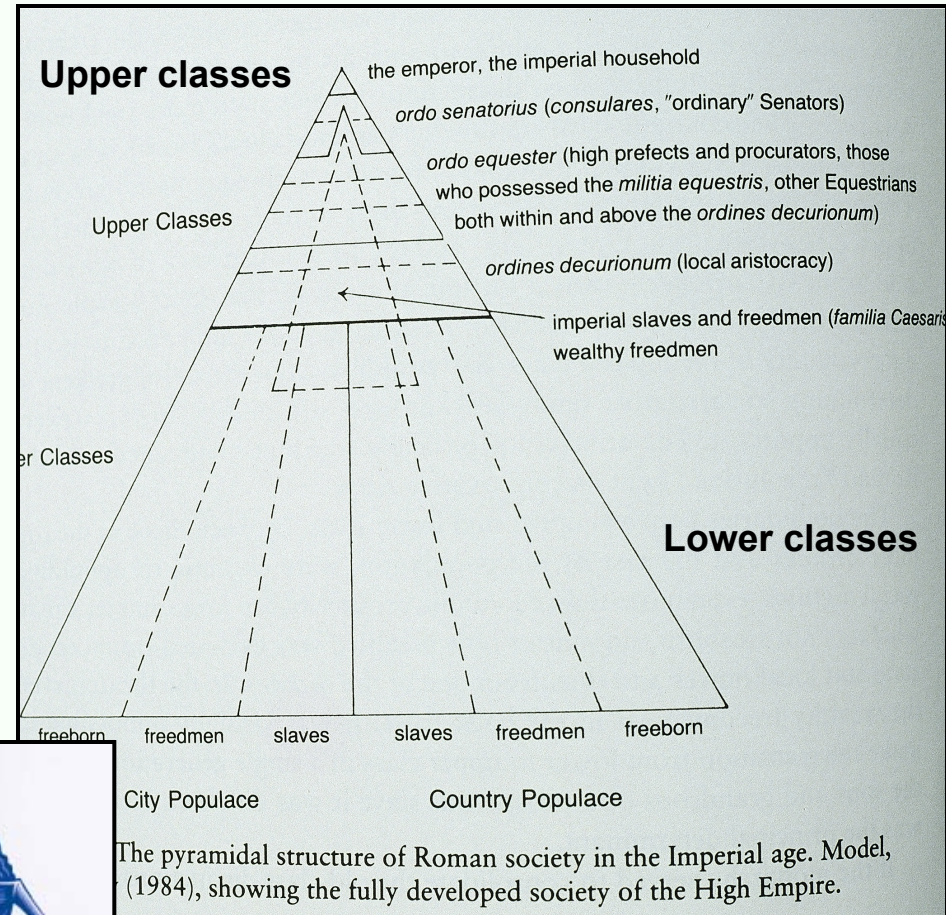 Upper classes
the emperor, the imperial household
ordo senatorius (consulares, "ordinary" Senators)
ordo equester (high prefects and procurators, those
who possessed the militia equestris, other Equestrians
both within and above the ordines decurionum)
Upper Classes
ordines decurionum (local aristocracy)
imperial slaves and freedmen (familia Caesaris
wealthy freedmen
er Classes
Lower classes
freeborn freedmen slaves slaves freedmen freeborn
City Populace Country Populace
The pyramidal structure of Roman society in the Imperial age. Model,
(1984), showing the fully developed society of the High Empire.